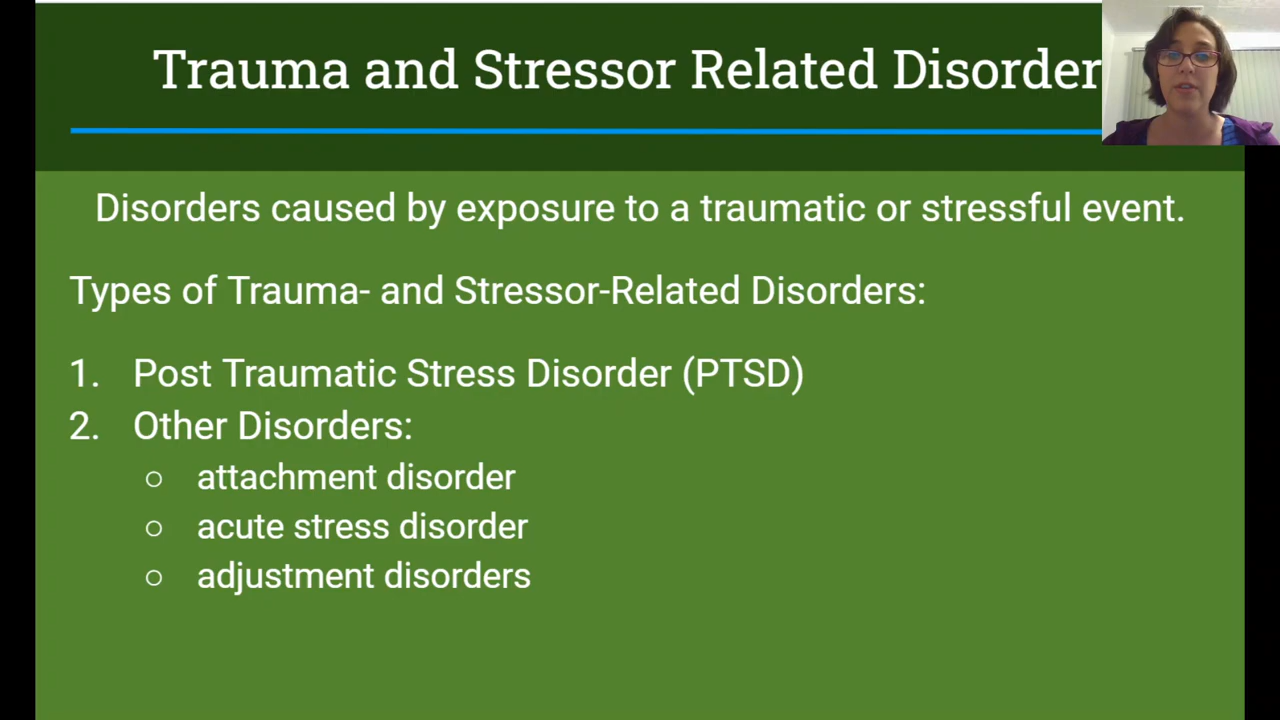 Trauma and Stressor Related Disorder
Disorders caused by exposure to a traumatic or stressful event.
Types of Trauma- and Stressor-Related Disorders:
1. Post Traumatic Stress Disorder (PTSD)
2. Other Disorders:
○ attachment disorder
○ acute stress disorder
○ adjustment disorders